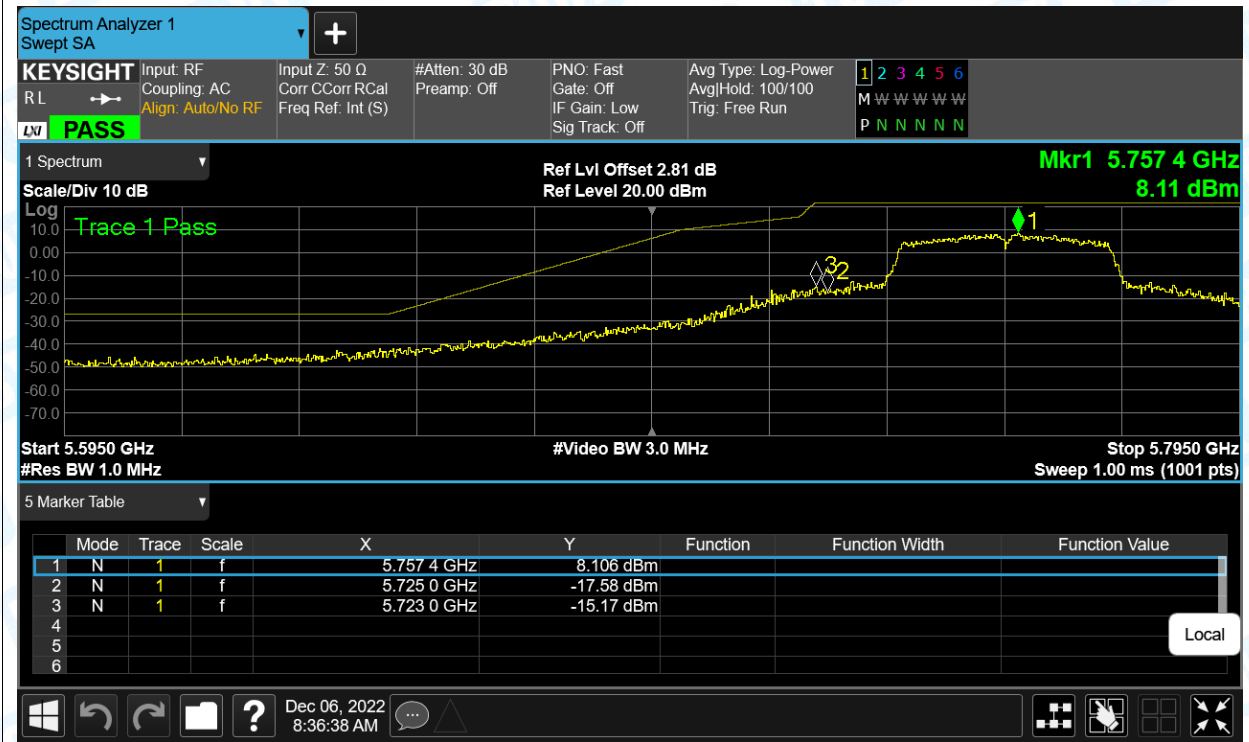 Spectrum Analyzer 1
Swept SA
+
KEYSIGHT
R L
LXI
PASS
Input: RF
Coupling: AC
Align: Auto/No RF
Input Z: 50 Ω
Corr CCorr RCal
Freq Ref: Int (S)
#Atten: 30 dB
Preamp: Off
PNO: Fast
Gate: Off
IF Gain: Low
Sig Track: Off
Avg Type: Log-Power
Avg|Hold: 100/100
Trig: Free Run
1 2 3 4 5 6
M W W W W W
P N N N N N
1 Spectrum
Scale/Div 10 dB
Ref Lvl Offset 2.81 dB
Ref Level 20.00 dBm
Mkr1 5.757 4 GHz
8.11 dBm
Log
Trace 1 Pass
10.0
0.00
-10.0
-20.0
-30.0
-40.0
-50.0
-60.0
-70.0
1
3
2
Start 5.5950 GHz
#Res BW 1.0 MHz
#Video BW 3.0 MHz
Stop 5.7950 GHz
Sweep 1.00 ms (1001 pts)
5 Marker Table
Mode Trace Scale X Y Function Function Width Function Value
1 N 1 f 5.757 4 GHz 8.106 dBm
2 N 1 f 5.725 0 GHz -17.58 dBm
3 N 1 f 5.723 0 GHz -15.17 dBm
4
5
6
Local
?
Dec 06, 2022
8:36:38 AM